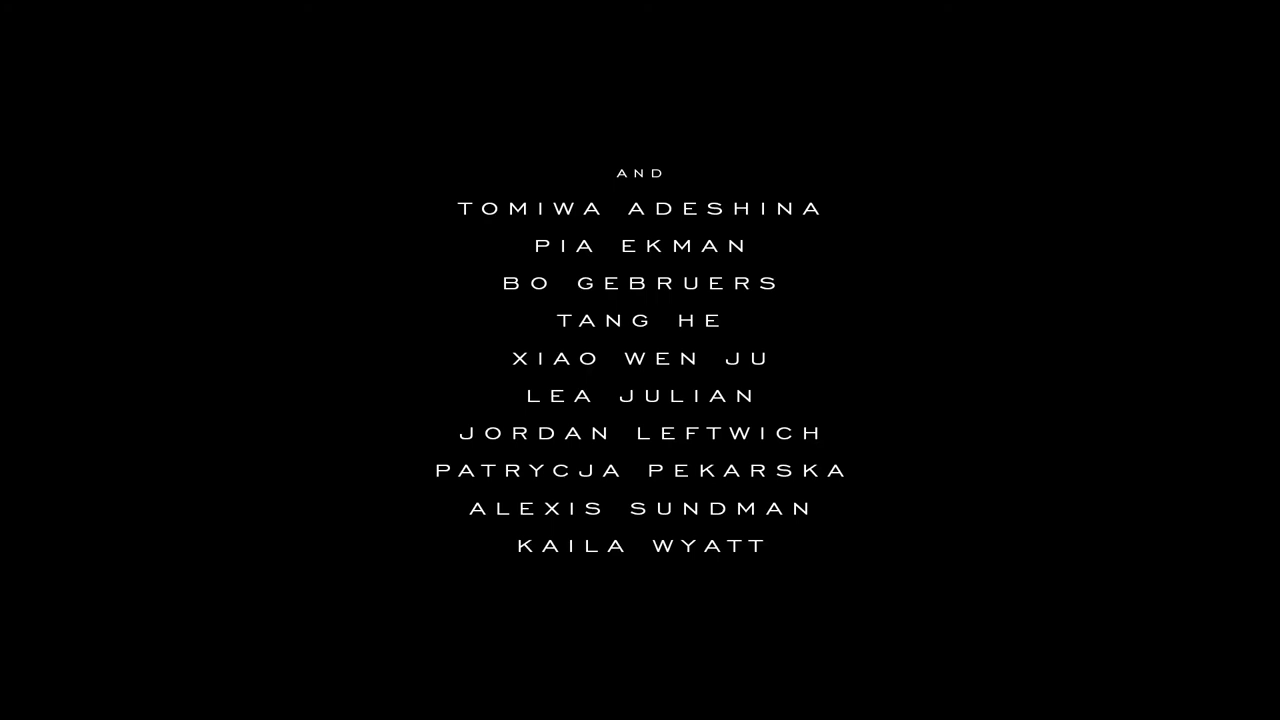 AND
TOMIWA ADESHINA
PIA EKMAN
BO GEBRUERS
TANG HE
XIAO WEN JU
LEA JULIAN
JORDAN LEFTWICH
PATRYCJA PEKARSKA
ALEXIS SUNDMAN
KAILA WYATT